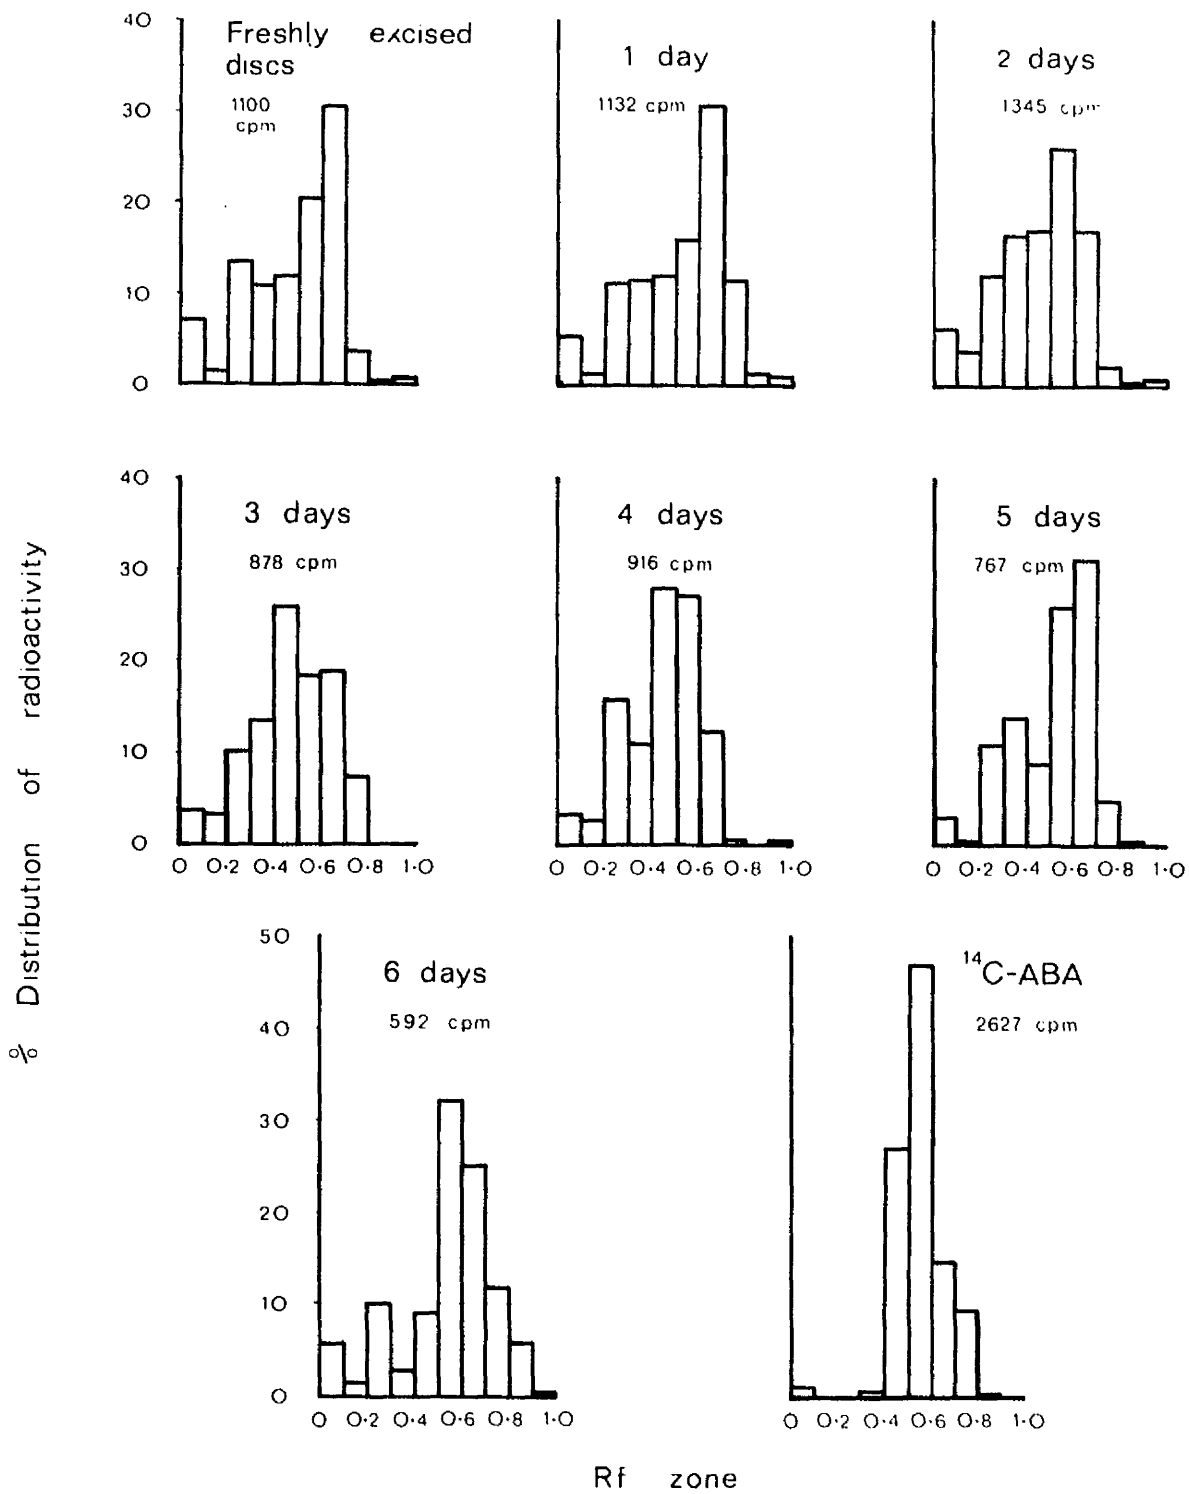 40
30
20
10
0
Freshly excised
discs
1100
cpm
1 day
1132 cpm
2 days
1345 cpm
40
30
20
10
0
3 days
878 cpm
0 0.2 0.4 0.6 0.8 1.0
4 days
916 cpm
0 0.2 0.4 0.6 0.8 1.0
5 days
767 cpm
0 0.2 0.4 0.6 0.8 1.0
% Distribution of radioactivity
50
40
30
20
10
0
6 days
592 cpm
0 0.2 0.4 0.6 0.8 1.0
14C-ABA
2627 cpm
0 0.2 0.4 0.6 0.8 1.0
Rf zone